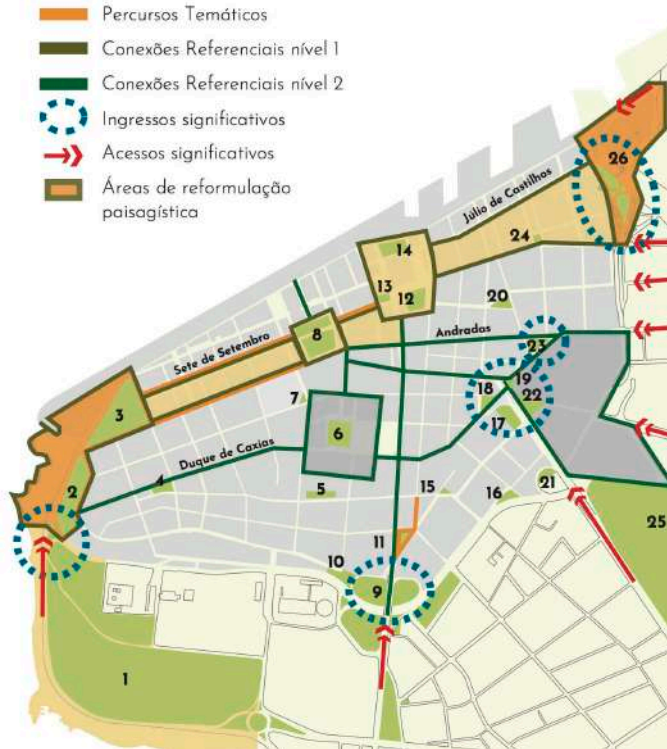 Percursos Temáticos
Conexões Referenciais nível 1
Conexões Referenciais nível 2
Ingressos significativos
Acessos significativos
Áreas de reformulação
paisagística
26
Júlio de Castilhos
24
14
13
12
20
Andradas
23
8
Sete de Setembro
19
18
22
7
3
17
6
Duque de Caxias
4
2
5
15
16
21
25
11
10
9
1